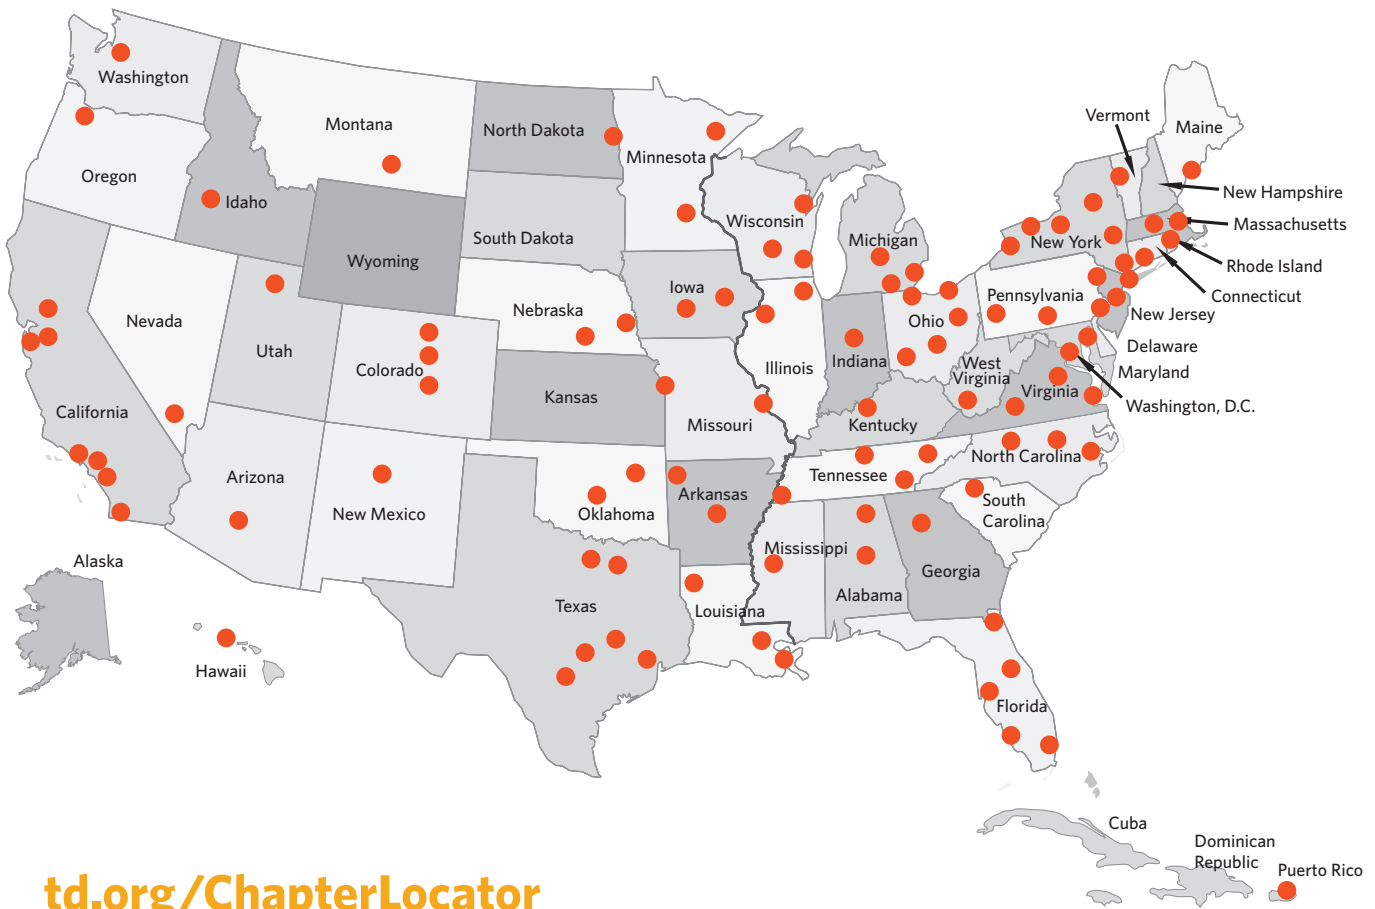 Washington
Montana
North Dakota
Minnesota
Vermont
Maine
Oregon
Idaho
New Hampshire
Wisconsin
Massachusetts
South Dakota
Michigan
New York
Wyoming
Rhode Island
Iowa
Pennsylvania
Connecticut
Nebraska
Nevada
Ohio
New Jersey
Utah
Colorado
Illinois
Indiana
Delaware
West
Virginia
Maryland
Virginia
Kansas
Washington, D.C.
California
Missouri
Kentucky
North Carolina
Arizona
Tennessee
Arkansas
New Mexico
Oklahoma
South
Carolina
Mississippi
Alaska
Georgia
Alabama
Texas
Louisiana
Hawaii
Florida
Cuba
Dominican
Republic
Puerto Rico
td.org/ChapterLocator